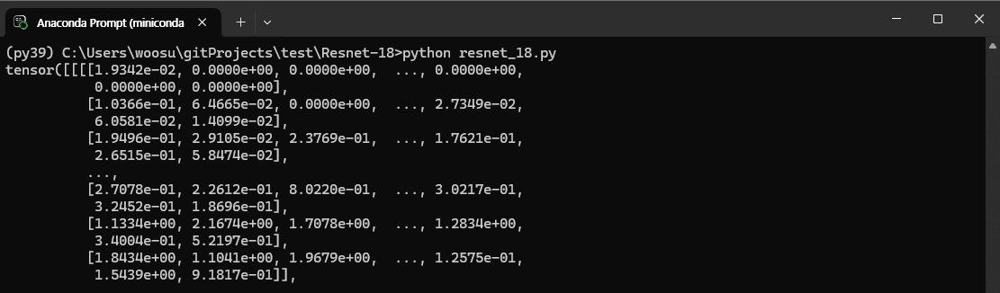 Anaconda Prompt (miniconda
(py39) C:\Users\woosu\gitProjects\test\Resnet-18>python resnet_18.py
tensor([[[[1.9342e-02, 0.0000e+00, 0.0000e+00,  ..., 0.0000e+00,
           0.0000e+00, 0.0000e+00],
          [1.0366e-01, 6.4665e-02, 0.0000e+00,  ..., 2.7349e-02,
           6.0581e-02, 1.4099e-02],
          [1.9496e-01, 2.9105e-02, 2.3769e-01,  ..., 1.7621e-01,
           2.6515e-01, 5.8474e-02],
          ...,
          [2.7078e-01, 2.2612e-01, 8.0220e-01,  ..., 3.0217e-01,
           3.2452e-01, 1.8696e-01],
          [1.1334e+00, 2.1674e+00, 1.7078e+00,  ..., 1.2834e+00,
           3.4004e-01, 5.2197e-01],
          [1.8434e+00, 1.1041e+00, 1.9679e+00,  ..., 1.2575e-01,
           1.5439e+00, 9.1817e-01]],